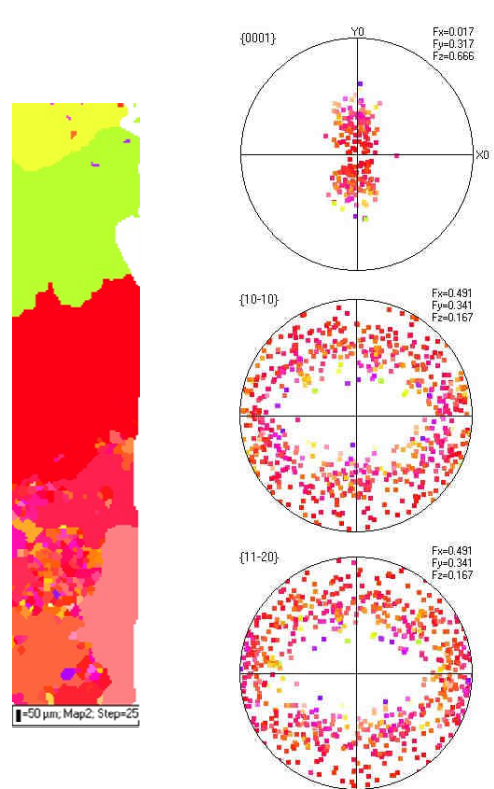 {0001}
Y0
Fx=0.017
Fy=0.317
Fz=0.666
X0
{10-10}
Fx=0.491
Fy=0.341
Fz=0.167
{11-20}
Fx=0.491
Fy=0.341
Fz=0.167
=50 µm; Map2; Step=25